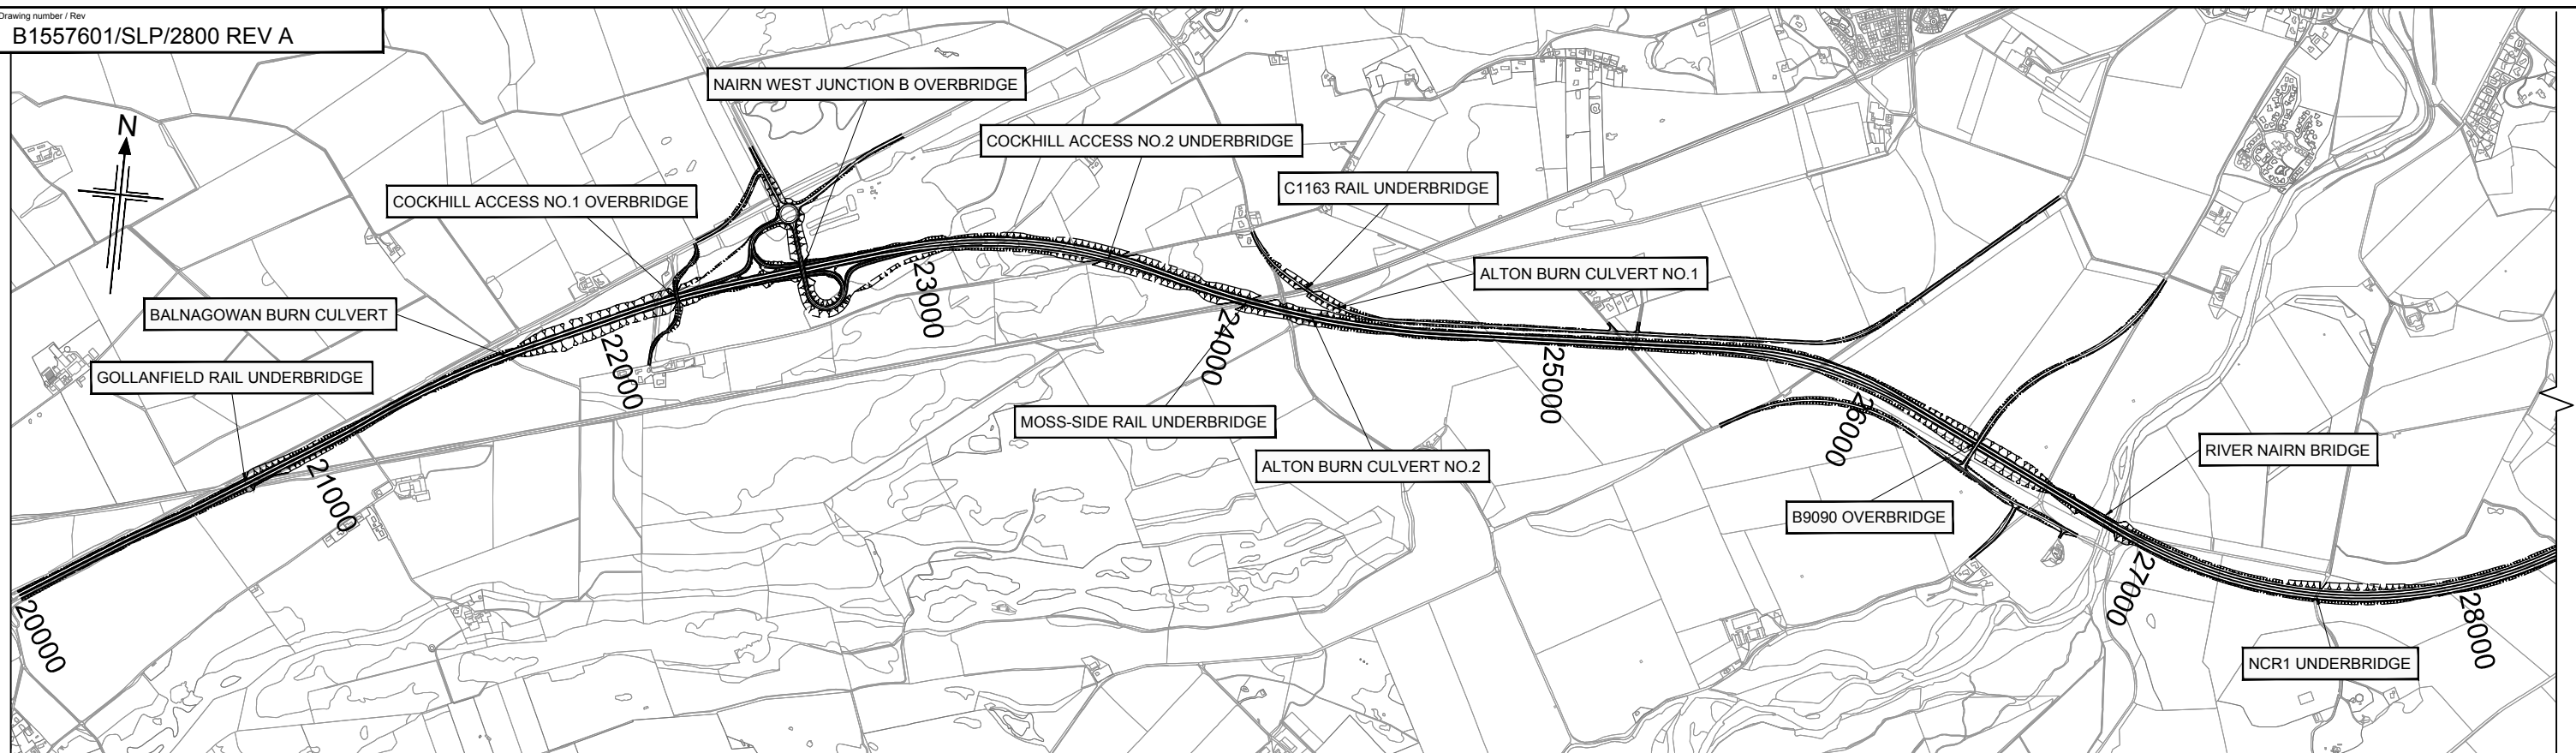 Drawing number / Rev
B1557601/SLP/2800 REV A
N
NAIRN WEST JUNCTION B OVERBRIDGE
COCKHILL ACCESS NO.2 UNDERBRIDGE
C1163 RAIL UNDERBRIDGE
COCKHILL ACCESS NO.1 OVERBRIDGE
ALTON BURN CULVERT NO.1
BALNAGOWAN BURN CULVERT
GOLLANFIELD RAIL UNDERBRIDGE
MOSS-SIDE RAIL UNDERBRIDGE
ALTON BURN CULVERT NO.2
RIVER NAIRN BRIDGE
B9090 OVERBRIDGE
NCR1 UNDERBRIDGE
20000
21000
22000
23000
24000
25000
26000
27000
28000